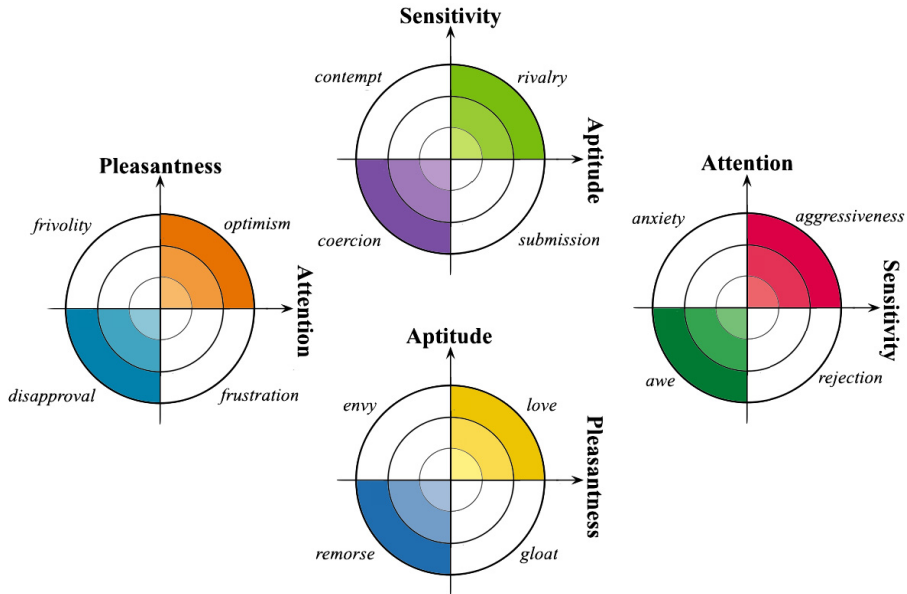 Sensitivity
contempt
rivalry
Aptitude
coercion
submission
Pleasantness
frivolity
optimism
Attention
disapproval
frustration
Attention
anxiety
aggressiveness
Sensitivity
awe
rejection
Aptitude
envy
love
Pleasantness
remorse
gloat